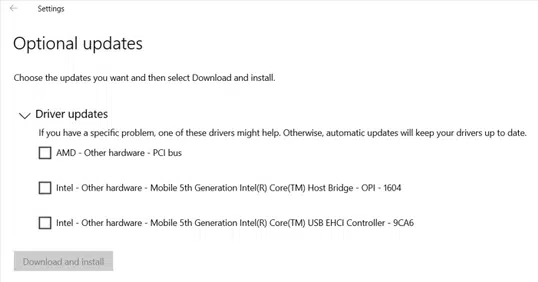 Settings
Optional updates
Choose the updates you want and then select Download and install.
Driver updates
If you have a specific problem, one of these drivers might help. Otherwise, automatic updates will keep your drivers up to date.
AMD - Other hardware - PCI bus
Intel - Other hardware - Mobile 5th Generation Intel(R) Core(TM) Host Bridge - OPI - 1604
Intel - Other hardware - Mobile 5th Generation Intel(R) Core(TM) USB EHCI Controller - 9CA6
Download and install